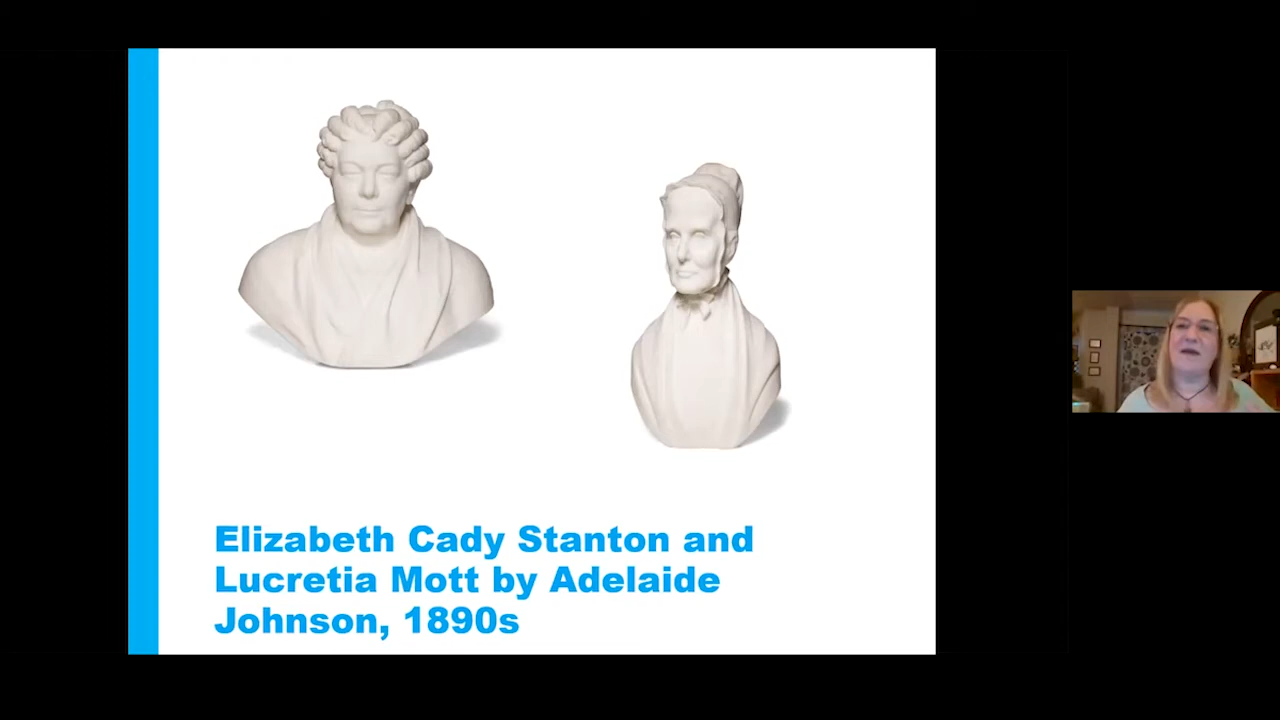 Elizabeth Cady Stanton and
Lucretia Mott by Adelaide
Johnson, 1890s